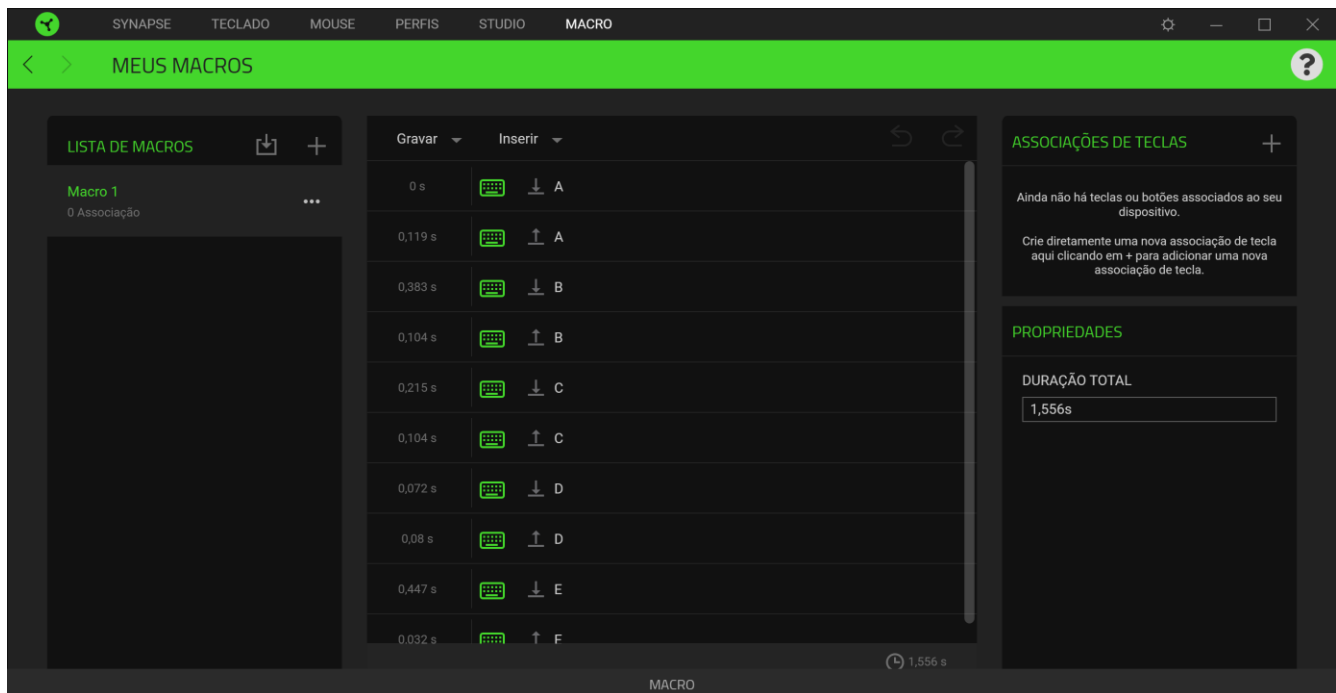 SYNAPSE TECLADO MOUSE PERFIS STUDIO MACRO
MEUS MACROS
?
LISTA DE MACROS
Macro 1
0 Associação
Gravar Inserir
0 s A
0,119 s A
0,383 s B
0,104 s B
0,215 s C
0,104 s C
0,072 s D
0,08 s D
0,447 s E
0,032 s E
1,556 s
ASSOCIAÇÕES DE TECLAS
Ainda não há teclas ou botões associados ao seu
dispositivo.
Crie diretamente uma nova associação de tecla
aqui clicando em + para adicionar uma nova
associação de tecla.
PROPRIEDADES
DURAÇÃO TOTAL
1,556s
MACRO